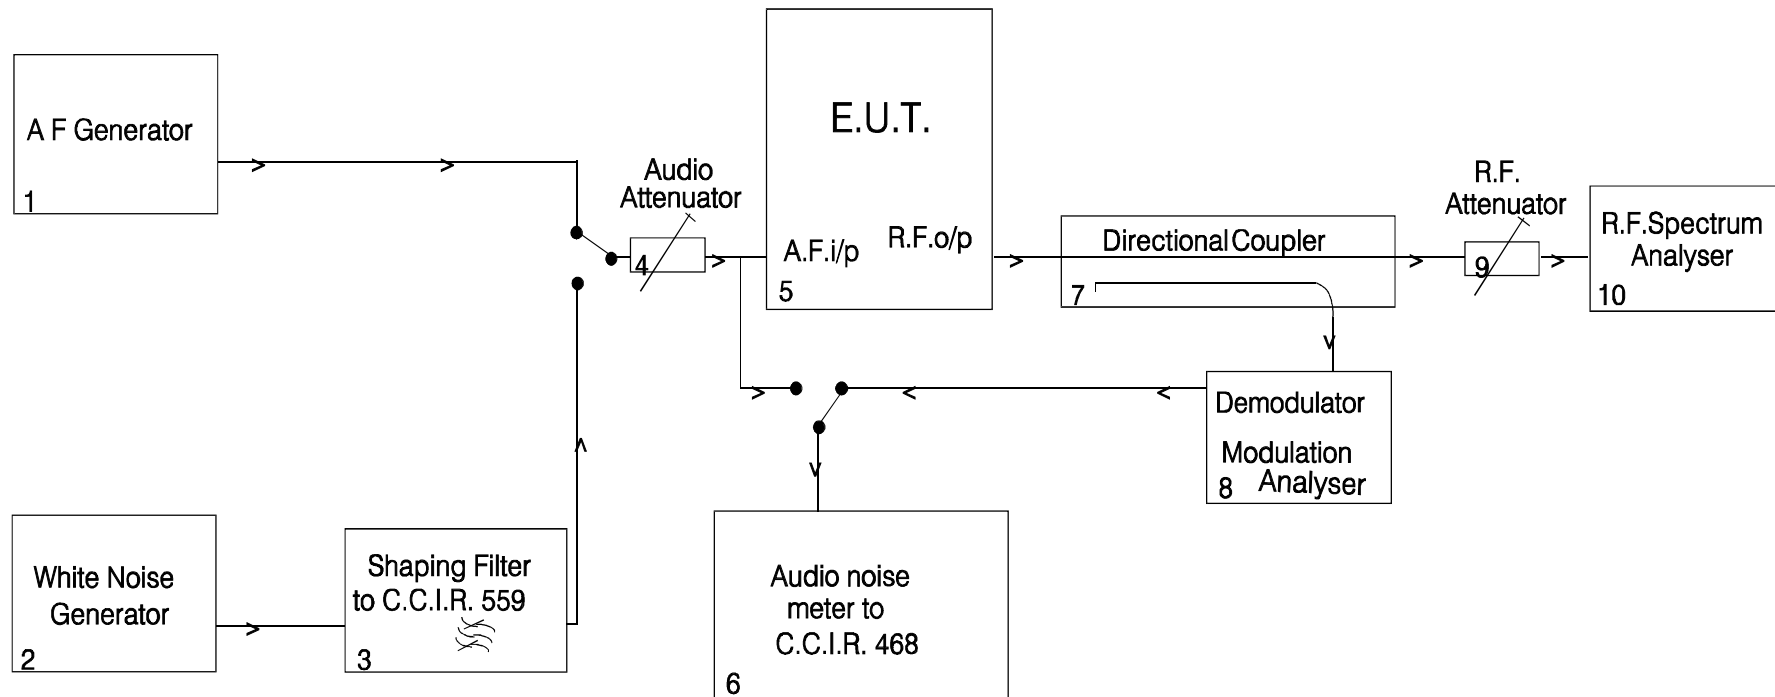 A F Generator
1
Audio
Attenuator
4
E.U.T.
A.F.i/p
R.F.o/p
5
Directional Coupler
7
R.F.
Attenuator
9
R.F.Spectrum
Analyser
10
Demodulator
Modulation
Analyser
8
White Noise
Generator
2
Shaping Filter
to C.C.I.R. 559
3
Audio noise
meter to
C.C.I.R. 468
6